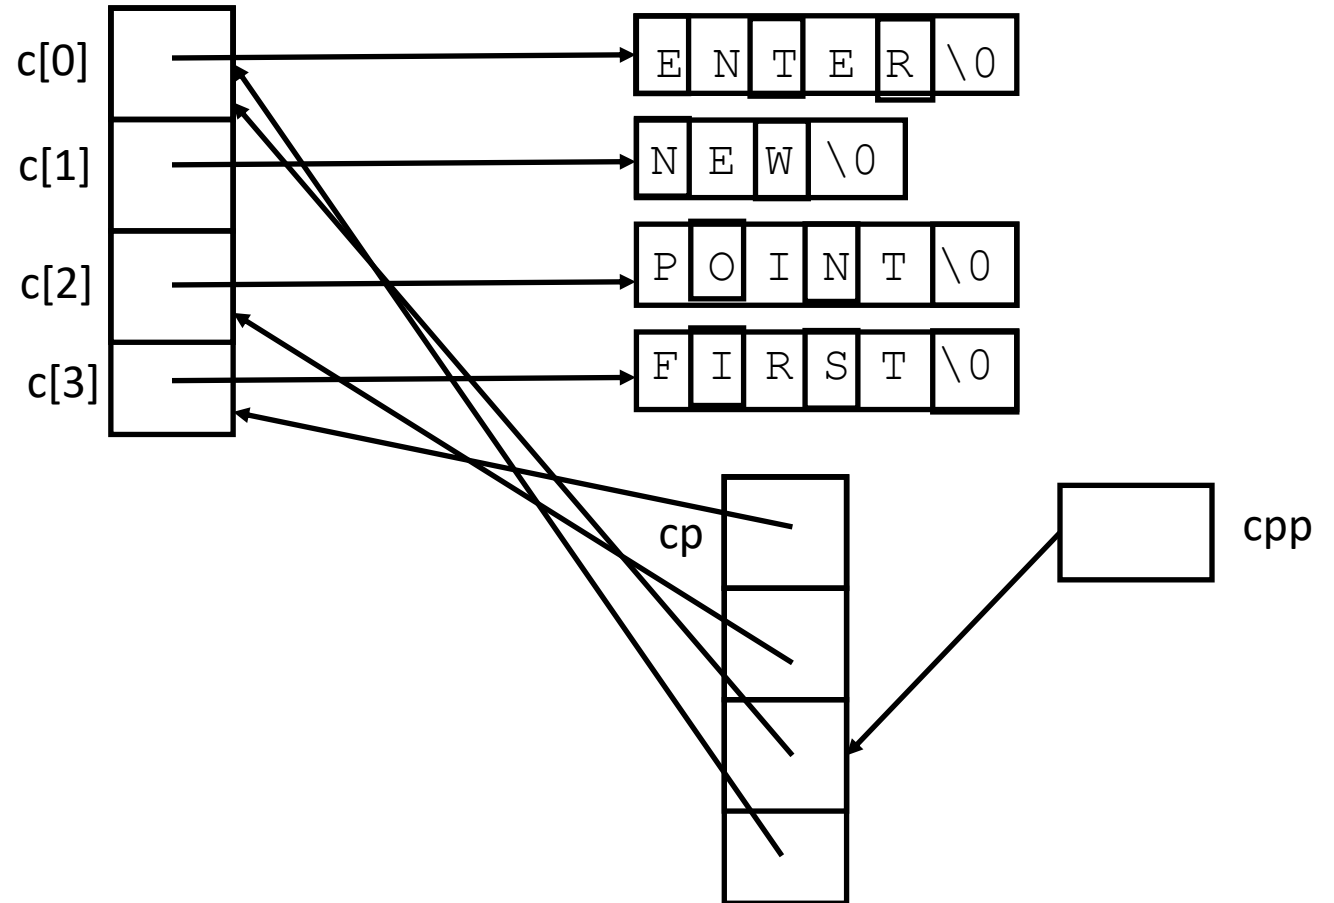 c[0] E N T E R \0
c[1] N E W \0
c[2] P O I N T \0
c[3] F I R S T \0
cp
cpp